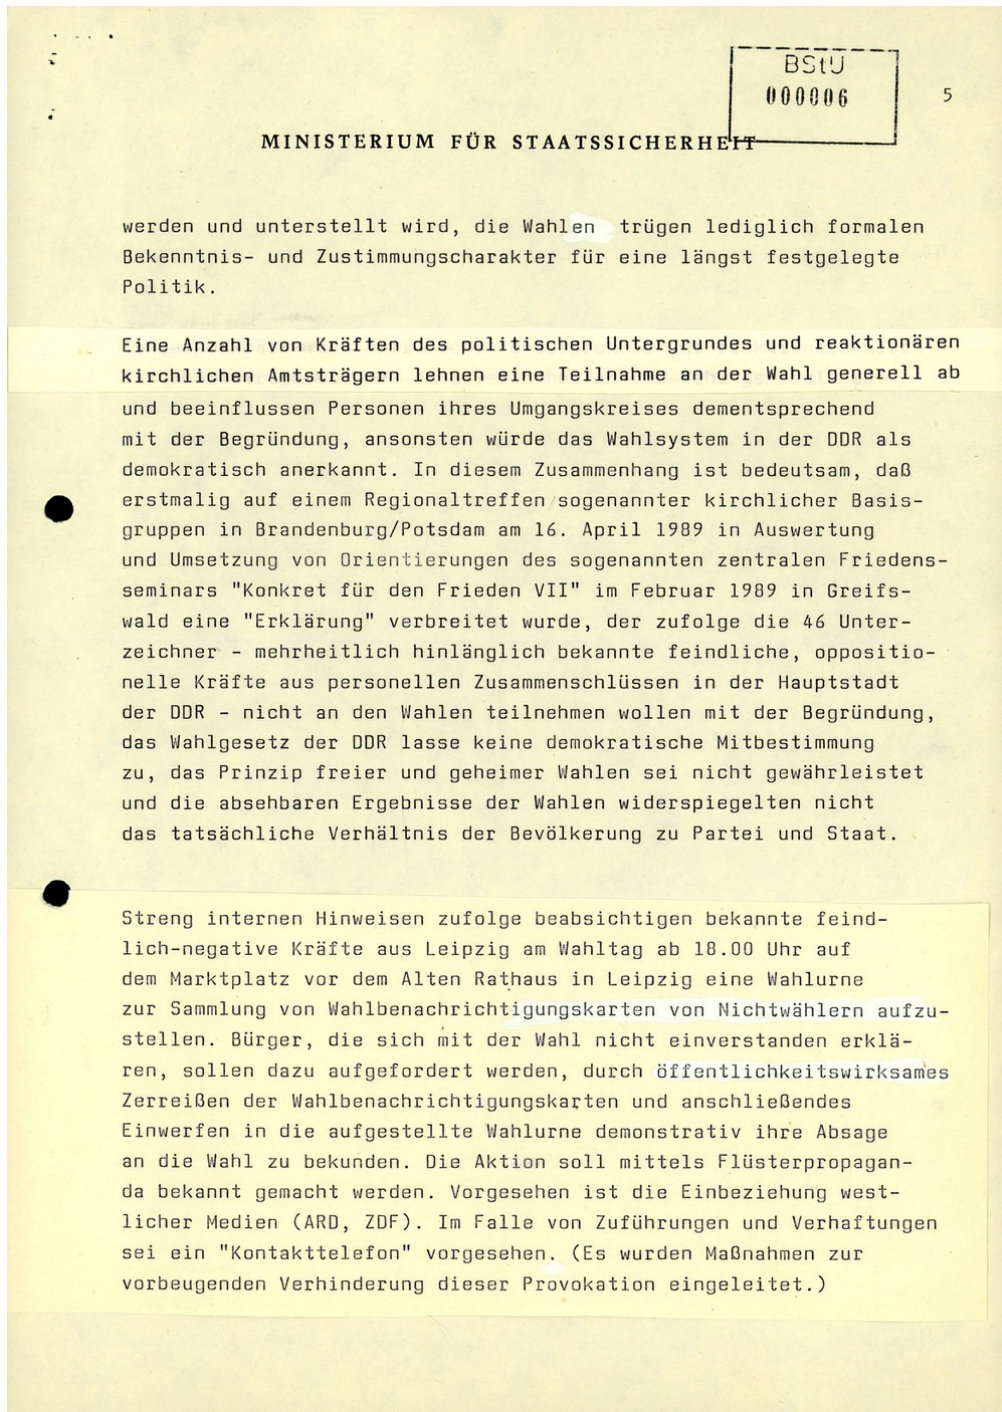 BStU
000006
5
MINISTERIUM FÜR STAATSSICHERHEIT
werden und unterstellt wird, die Wahlen trügen lediglich formalen
Bekenntnis- und Zustimmungscharakter für eine längst festgelegte
Politik.
Eine Anzahl von Kräften des politischen Untergrundes und reaktionären
kirchlichen Amtsträgern lehnen eine Teilnahme an der Wahl generell ab
und beeinflussen Personen ihres Umgangskreises dementsprechend
mit der Begründung, ansonsten würde das Wahlsystem in der DDR als
demokratisch anerkannt. In diesem Zusammenhang ist bedeutsam, daß
erstmalig auf einem Regionaltreffen sogenannter kirchlicher Basis-
gruppen in Brandenburg/Potsdam am 16. April 1989 in Auswertung
und Umsetzung von Orientierungen des sogenannten zentralen Friedens-
seminars "Konkret für den Frieden VII" im Februar 1989 in Greifs-
wald eine "Erklärung" verbreitet wurde, der zufolge die 46 Unter-
zeichner - mehrheitlich hinlänglich bekannte feindliche, oppositio-
nelle Kräfte aus personellen Zusammenschlüssen in der Hauptstadt
der DDR - nicht an den Wahlen teilnehmen wollen mit der Begründung,
das Wahlgesetz der DDR lasse keine demokratische Mitbestimmung
zu, das Prinzip freier und geheimer Wahlen sei nicht gewährleistet
und die absehbaren Ergebnisse der Wahlen widerspiegelten nicht
das tatsächliche Verhältnis der Bevölkerung zu Partei und Staat.
Streng internen Hinweisen zufolge beabsichtigen bekannte feind-
lich-negative Kräfte aus Leipzig am Wahltag ab 18.00 Uhr auf
dem Marktplatz vor dem Alten Rathaus in Leipzig eine Wahlurne
zur Sammlung von Wahlbenachrichtigungskarten von Nichtwählern aufzu-
stellen. Bürger, die sich mit der Wahl nicht einverstanden erklä-
ren, sollen dazu aufgefordert werden, durch öffentlichkeitswirksames
Zerreißen der Wahlbenachrichtigungskarten und anschließendes
Einwerfen in die aufgestellte Wahlurne demonstrativ ihre Absage
an die Wahl zu bekunden. Die Aktion soll mittels Flüsterpropagan-
da bekannt gemacht werden. Vorgesehen ist die Einbeziehung west-
licher Medien (ARD, ZDF). Im Falle von Zuführungen und Verhaftungen
sei ein "Kontakttelefon" vorgesehen. (Es wurden Maßnahmen zur
vorbeugenden Verhinderung dieser Provokation eingeleitet.)